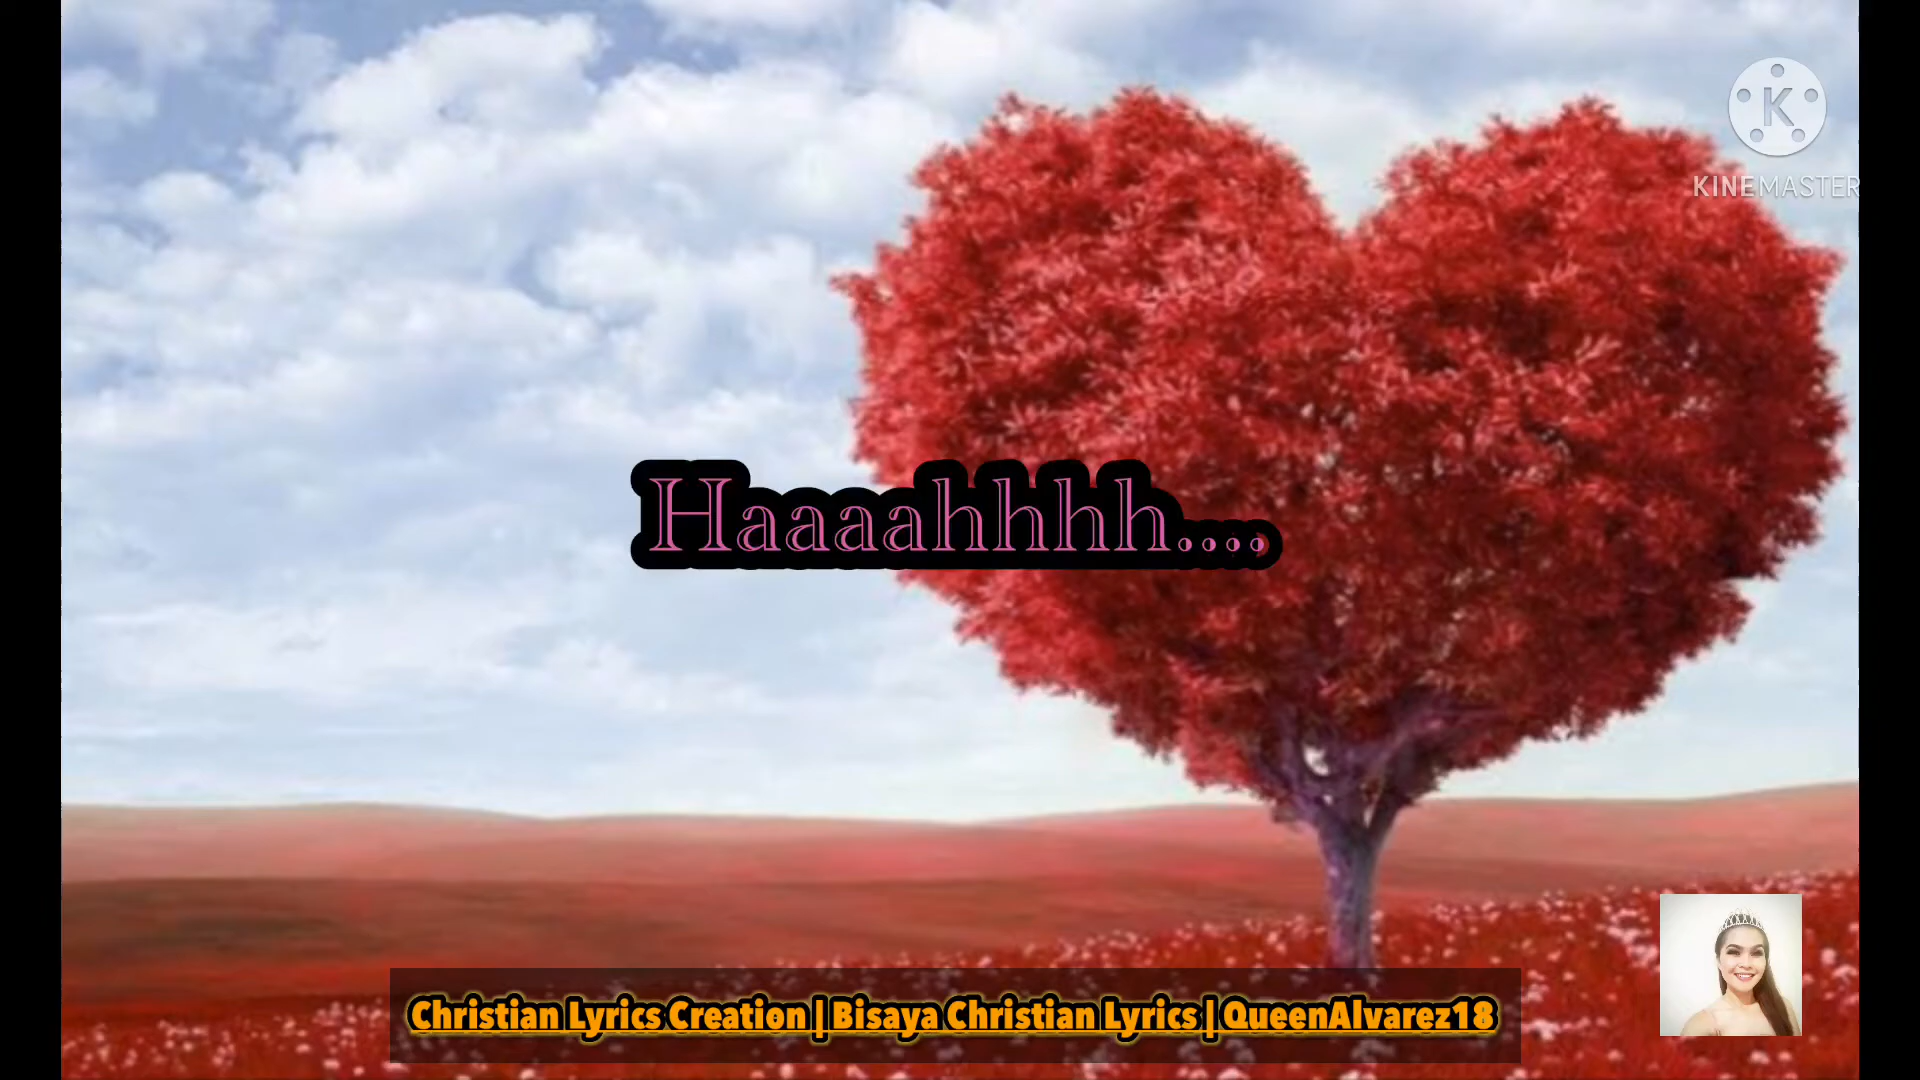 K
KINEMASTER
Haaaahhhh....
Christian Lyrics Creation | Bisaya Christian Lyrics | QueenAlvarez18